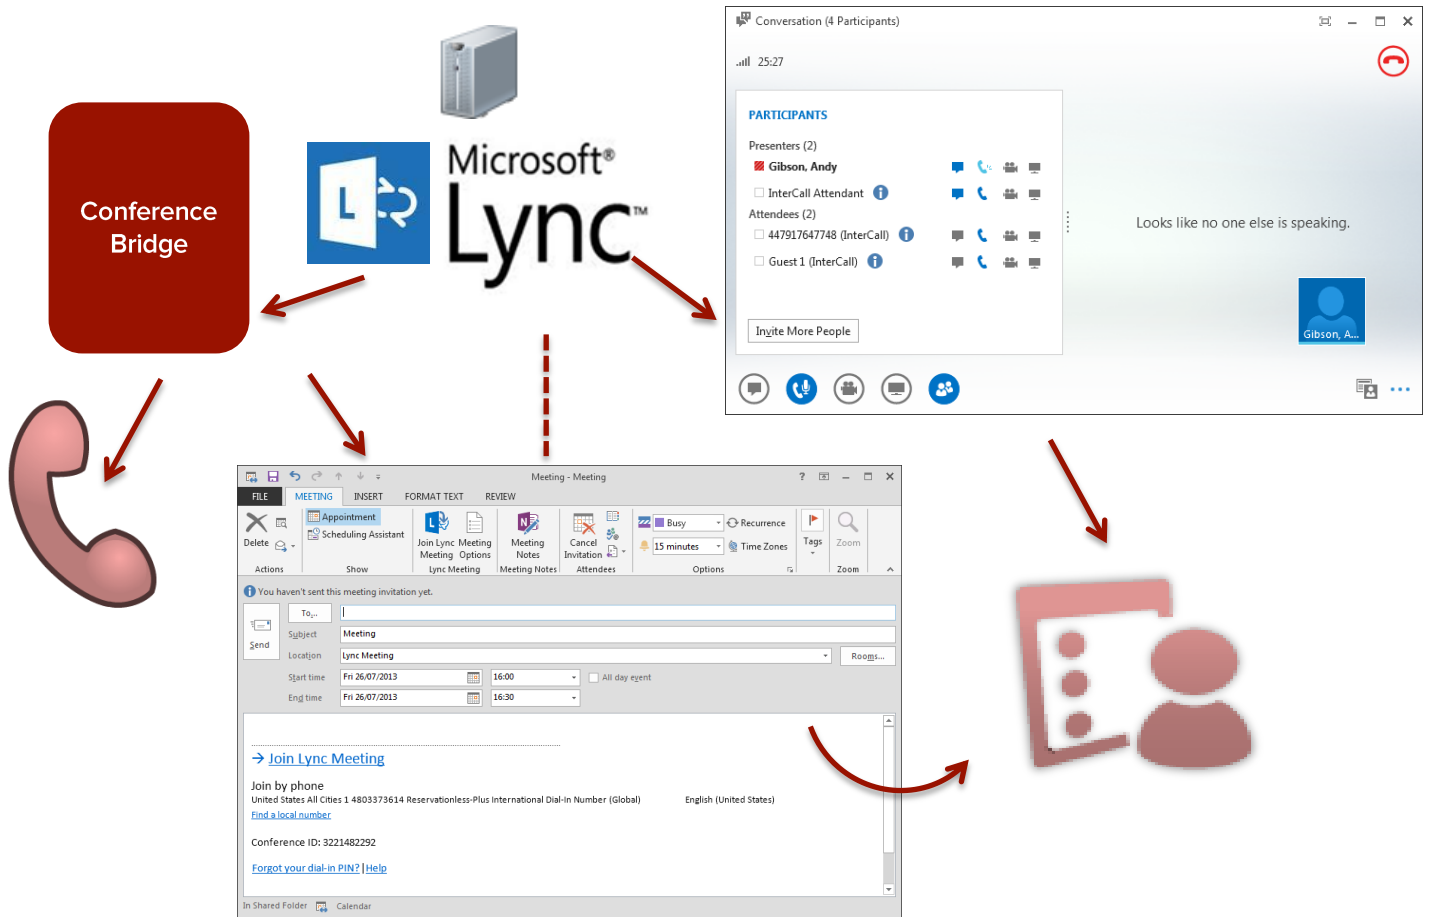 Conference
Bridge
L
Microsoft®
Lync™
Conversation (4 Participants)
25:27
PARTICIPANTS
Presenters (2)
Gibson, Andy
InterCall Attendant
Attendees (2)
447917647748 (InterCall)
Guest 1 (InterCall)
Invite More People
Looks like no one else is speaking.
Gibson, A...
Meeting - Meeting
?
FILE MEETING INSERT FORMAT TEXT REVIEW
Delete
Actions
Appointment
Scheduling Assistant
Show
Join Lync
Meeting
Meeting
Options
Lync Meeting
Meeting
Notes
Meeting Notes
Cancel
Invitation
Attendees
Busy
Recurrence
15 minutes
Time Zones
Options
Tags
Zoom
Zoom
You haven't sent this meeting invitation yet.
Send
To...
Subject Meeting
Location Lync Meeting
Rooms...
Start time Fri 26/07/2013 16:00 All day event
End time Fri 26/07/2013 16:30
→ Join Lync Meeting
Join by phone
United States All Cities 1 4803373614 Reservationless-Plus International Dial-In Number (Global) English (United States)
Find a local number
Conference ID: 3221482292
Forgot your dial-in PIN? | Help
In Shared Folder Calendar